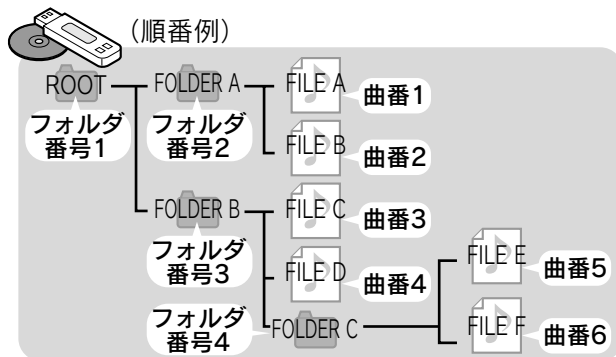 （順番例）
ROOT
フォルダ
番号1
FOLDER A
フォルダ
番号2
FILE A
曲番1
FILE B
曲番2
FOLDER B
フォルダ
番号3
FILE C
曲番3
FILE D
曲番4
フォルダ
番号4
FOLDER C
FILE E
曲番5
FILE F
曲番6